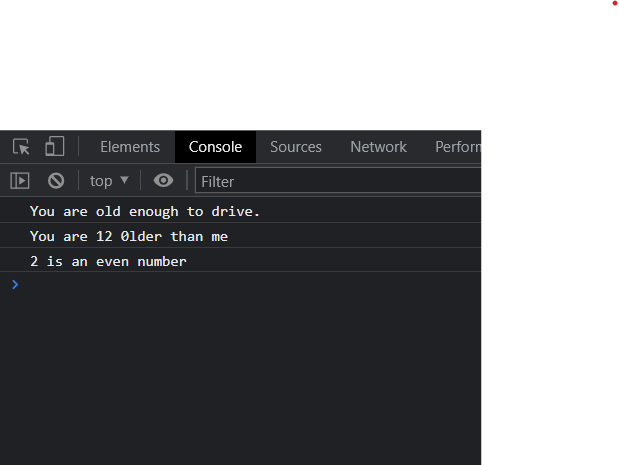 Elements Console Sources Network Perform
top Filter
You are old enough to drive.
You are 12 0lder than me
2 is an even number